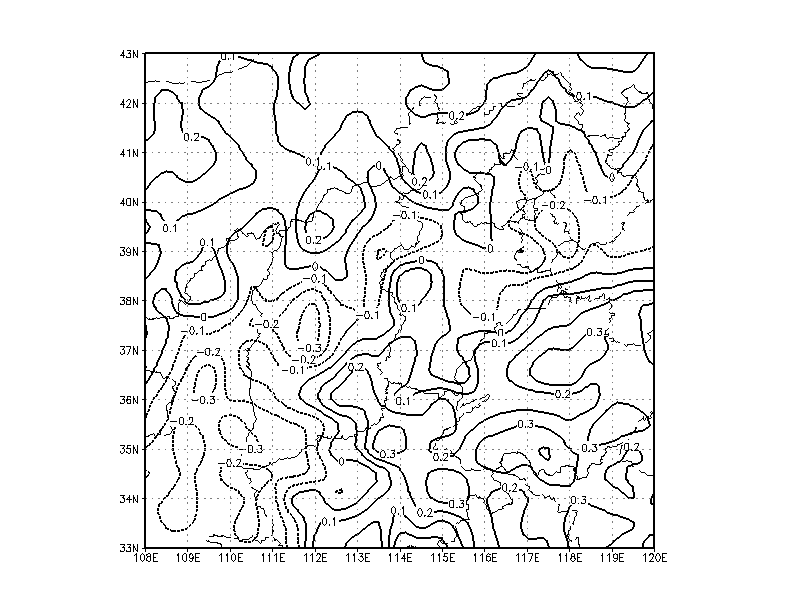 43N 0.1
42N 0.1
0.2
0.2
41N 0.1 0.1 0 -0.1 0
0.2 0
40N 0.1 -0.1
-0.1 -0.2
0.1
39N 0.1 0.2 0
0 0
-0.1
38N
0 -0.1 -0.1
-0.1 -0.2 0 0.3
37N -0.2 -0.3 -0.1
-0.2 0.2
-0.1
36N -0.3 0.1 0.2
-0.2 0.3
35N -0.3 0.3 0.2 0.3 0.2
-0.2 0
34N 0.3 0.2 0.3
0.1 0.1 0.2
33N
108E 109E 110E 111E 112E 113E 114E 115E 116E 117E 118E 119E 120E